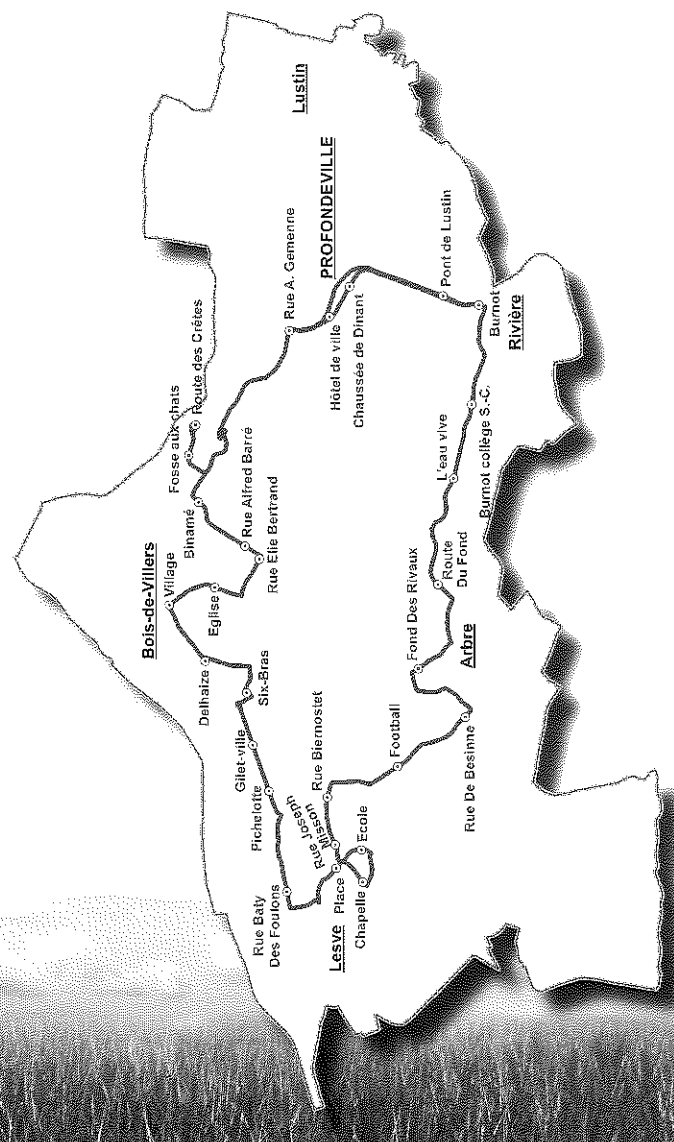 Lustin
PROFONDEVILLE
Rue A. Gemenne
Hôtel de ville
Chaussée de Dinant
Pont de Lustin
Burnot
Rivière
Route des Crêtes
Fosse aux chats
Binamé
Rue Alfred Barré
Rue Elie Bertrand
Bois-de-Villers
Village
Eglise
Delhaize
Six-Bras
Gilet-ville
Pichelotte
Rue Baty
Des Foulons
Lesve
Place
Chapelle
Ecole
Rue Joseph
Misson
Rue Biernostet
Football
Rue De Besinne
Fond Des Rivaux
Arbre
Route
Du Fond
L'eau vive
Burnot collège S.-C.